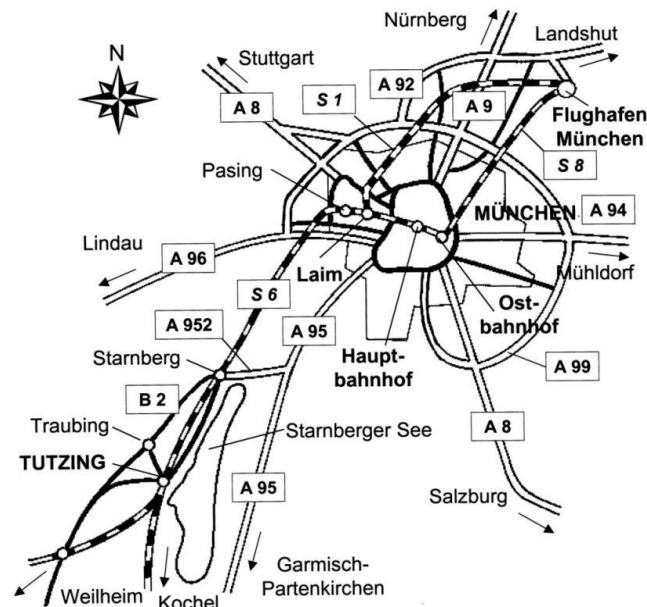 Nürnberg
Landshut
N
Stuttgart
A 92
S 1
A 9
A 8
Flughafen
München
S 8
Pasing
MÜNCHEN
A 94
Lindau
A 96
Laim
Mühldorf
S 6
Ost-
bahnhof
A 952
A 95
Haupt-
bahnhof
Starnberg
A 99
B 2
Traubing
Starnberger See
A 8
TUTZING
A 95
Salzburg
Garmisch-
Partenkirchen
Weilheim
Kochel